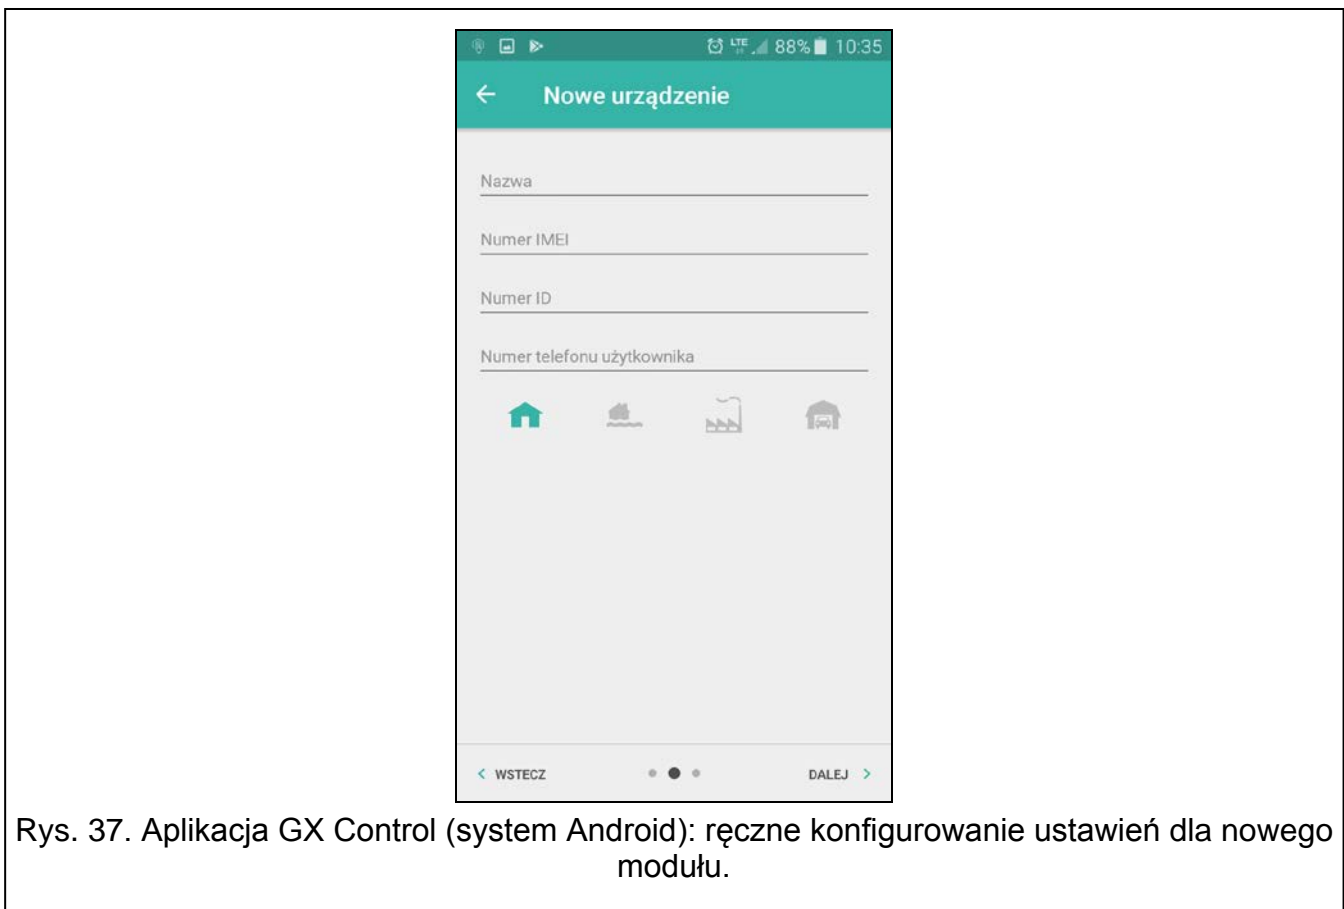 LTE 88% 10:35
Nowe urządzenie
Nazwa
Numer IMEI
Numer ID
Numer telefonu użytkownika
WSTECZ DALEJ
Rys. 37. Aplikacja GX Control (system Android): ręczne konfigurowanie ustawień dla nowego
modułu.